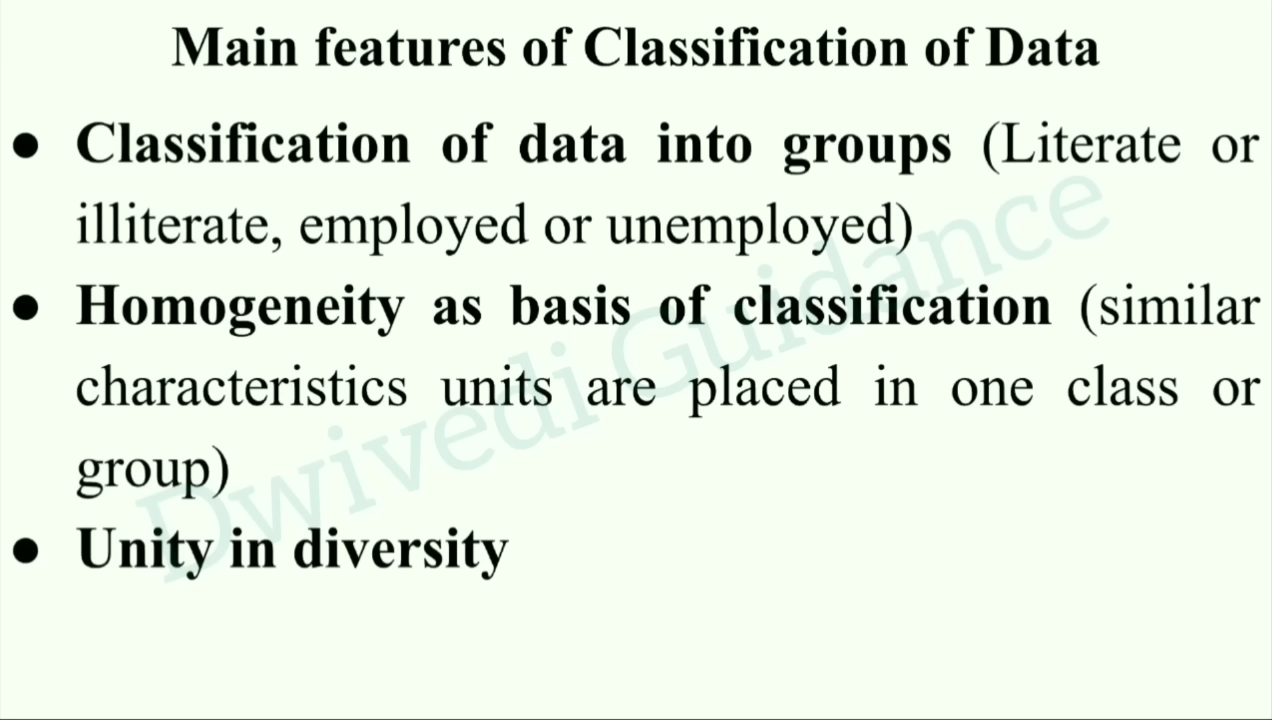 Main features of Classification of Data
● Classification of data into groups (Literate or
illiterate, employed or unemployed)
● Homogeneity as basis of classification (similar
characteristics units are placed in one class or
group)
● Unity in diversity
Dwivedi Guidance